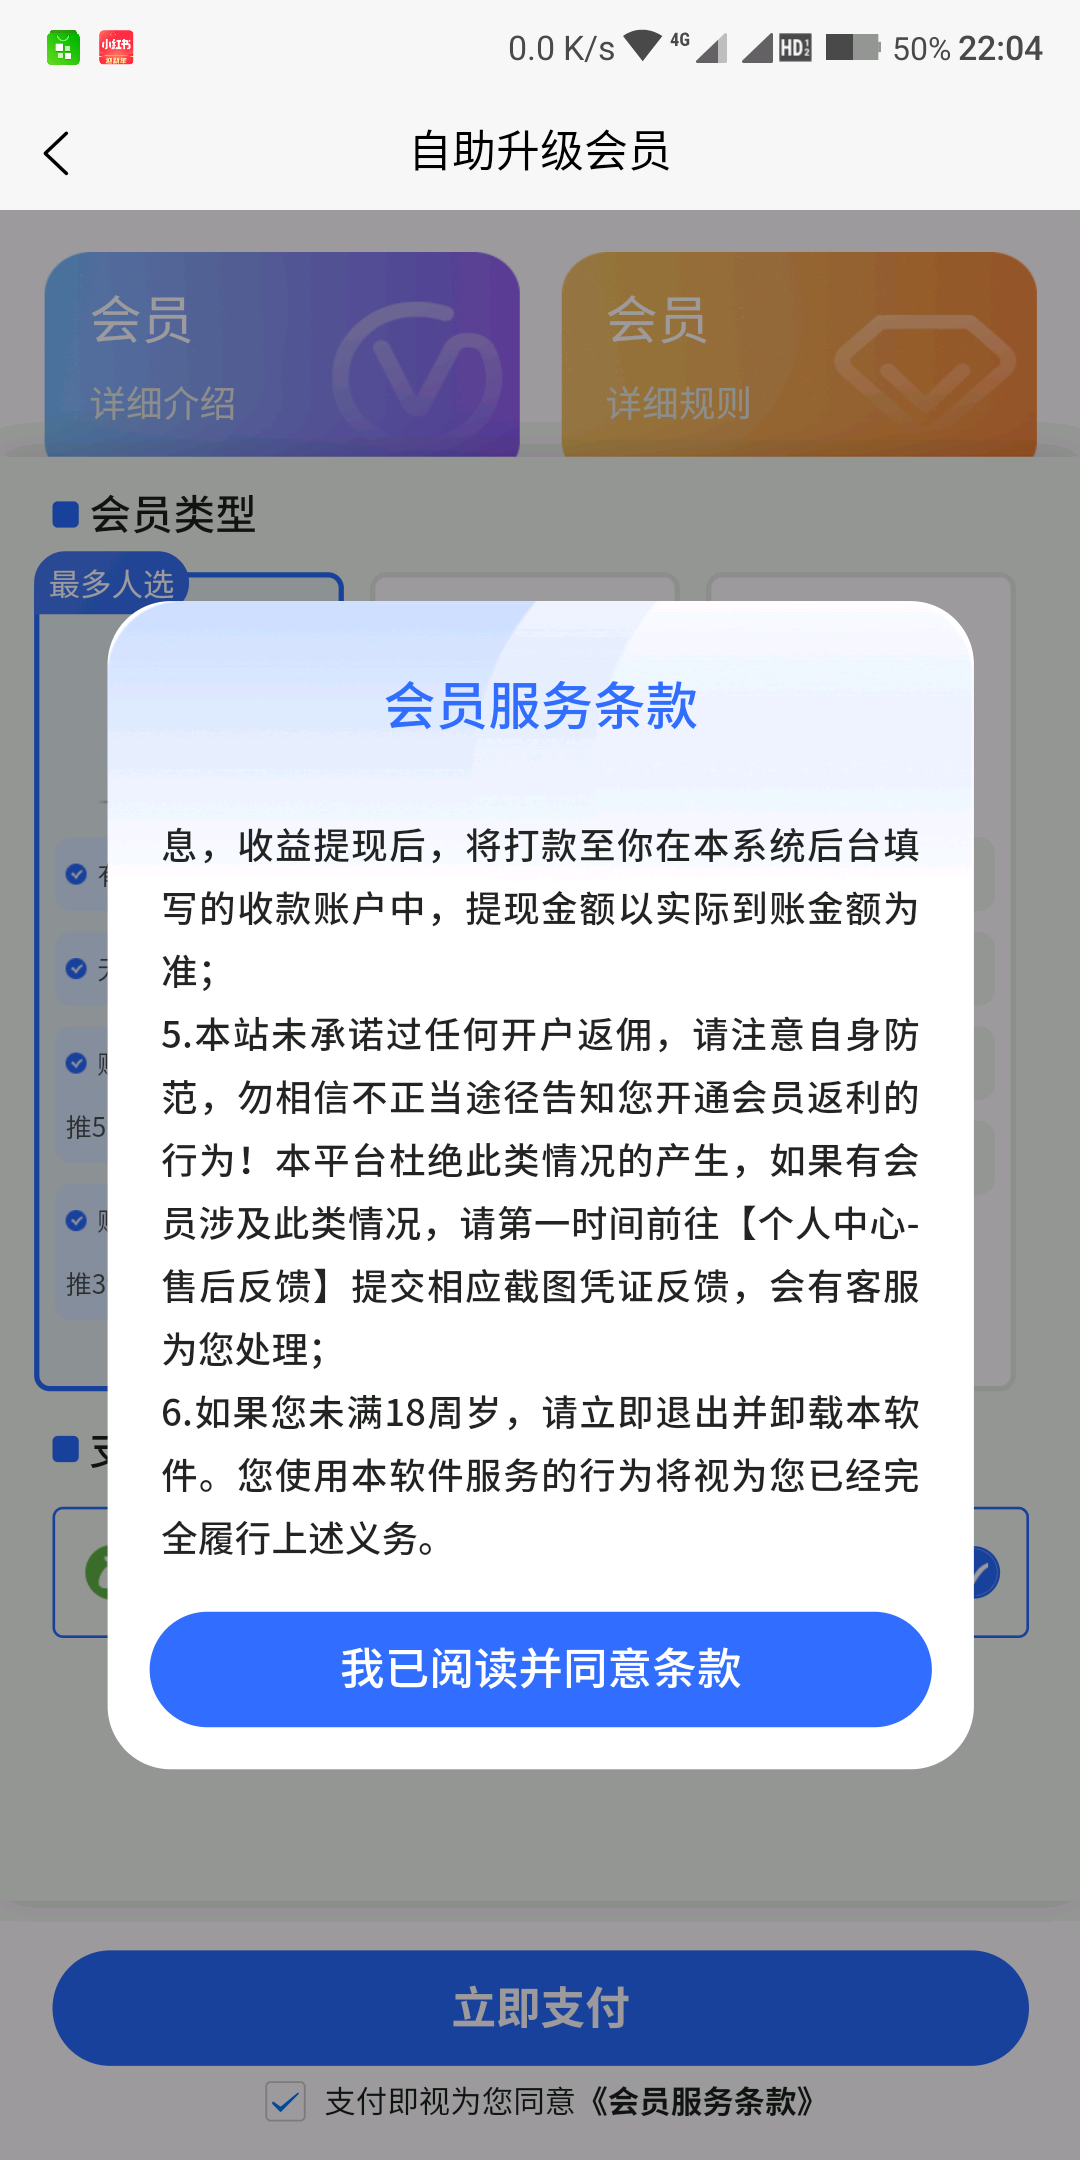 0.0 K/s 4G HD 50% 22:04
自助升级会员
会员
详细介绍
会员
详细规则
会员类型
最多人选
会员服务条款
息，收益提现后，将打款至你在本系统后台填
写的收款账户中，提现金额以实际到账金额为
准；
5.本站未承诺过任何开户返佣，请注意自身防
范，勿相信不正当途径告知您开通会员返利的
行为！本平台杜绝此类情况的产生，如果有会
员涉及此类情况，请第一时间前往【个人中心-
售后反馈】提交相应截图凭证反馈，会有客服
为您处理；
6.如果您未满18周岁，请立即退出并卸载本软
件。您使用本软件服务的行为将视为您已经完
全履行上述义务。
推5
推3
我已阅读并同意条款
立即支付
支付即视为您同意《会员服务条款》